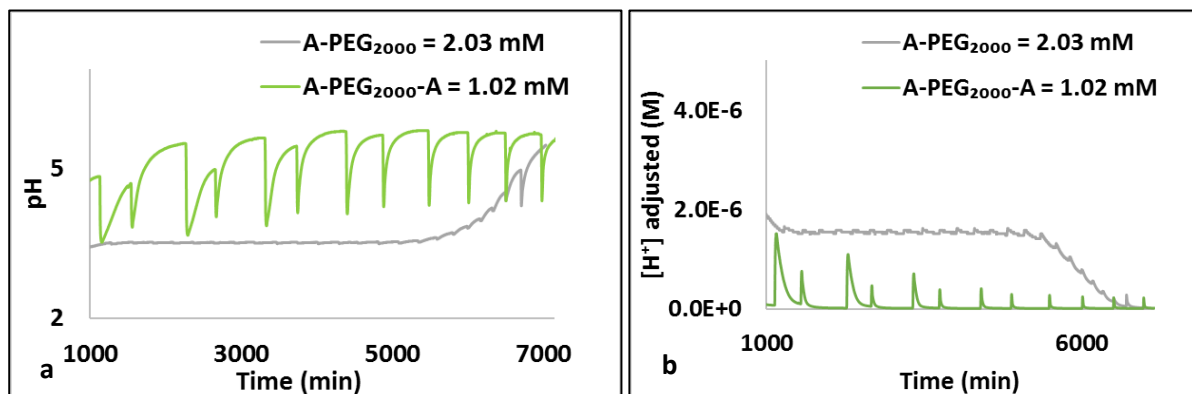 A-PEG₂₀₀₀ = 2.03 mM
A-PEG₂₀₀₀-A = 1.02 mM
5
pH
2
1000 3000 5000 7000
a Time (min)
A-PEG₂₀₀₀ = 2.03 mM
A-PEG₂₀₀₀-A = 1.02 mM
4.0E-6
[H⁺] adjusted (M)
2.0E-6
0.0E+0
1000 6000
b Time (min)